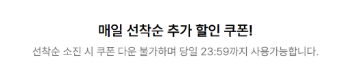 매일 선착순 추가 할인 쿠폰!
선착순 소진 시 쿠폰 다운 불가하며 당일 23:59까지 사용가능합니다.